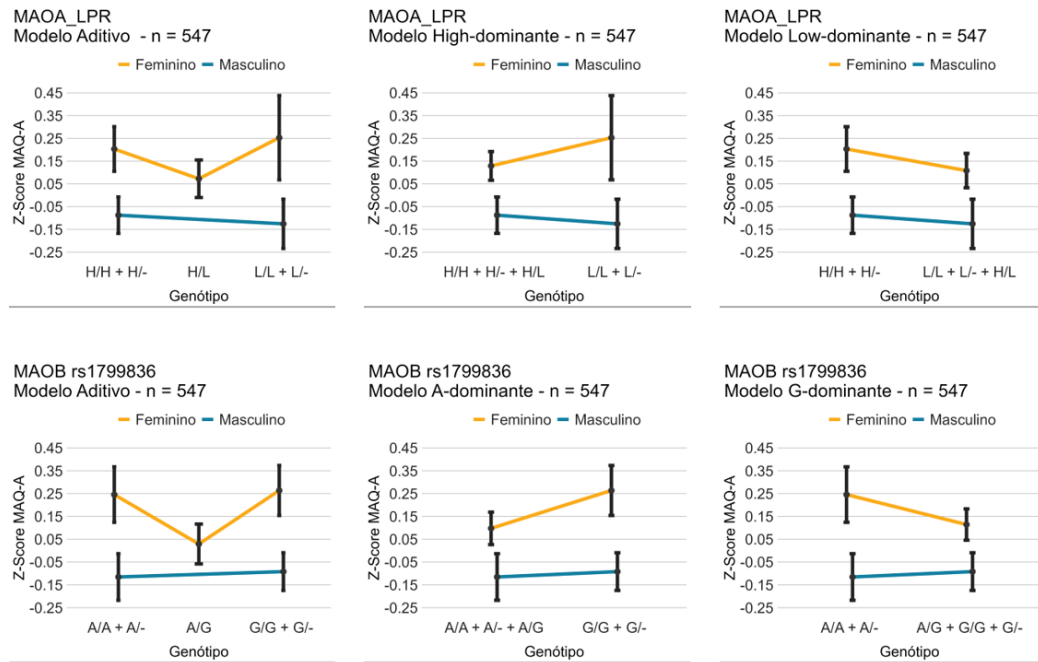 MAOA_LPR
Modelo Aditivo - n = 547
Feminino Masculino
Z-Score MAQ-A
0.45
0.35
0.25
0.15
0.05
-0.05
-0.15
-0.25
H/H + H/- H/L L/L + L/-
Genótipo
MAOA_LPR
Modelo High-dominante - n = 547
Feminino Masculino
Z-Score MAQ-A
0.45
0.35
0.25
0.15
0.05
-0.05
-0.15
-0.25
H/H + H/- + H/L L/L + L/-
Genótipo
MAOA_LPR
Modelo Low-dominante - n = 547
Feminino Masculino
Z-Score MAQ-A
0.45
0.35
0.25
0.15
0.05
-0.05
-0.15
-0.25
H/H + H/- L/L + L/- + H/L
Genótipo
MAOB rs1799836
Modelo Aditivo - n = 547
Feminino Masculino
Z-Score MAQ-A
0.45
0.35
0.25
0.15
0.05
-0.05
-0.15
-0.25
A/A + A/- A/G G/G + G/-
Genótipo
MAOB rs1799836
Modelo A-dominante - n = 547
Feminino Masculino
Z-Score MAQ-A
0.45
0.35
0.25
0.15
0.05
-0.05
-0.15
-0.25
A/A + A/- + A/G G/G + G/-
Genótipo
MAOB rs1799836
Modelo G-dominante - n = 547
Feminino Masculino
Z-Score MAQ-A
0.45
0.35
0.25
0.15
0.05
-0.05
-0.15
-0.25
A/A + A/- A/G + G/G + G/-
Genótipo